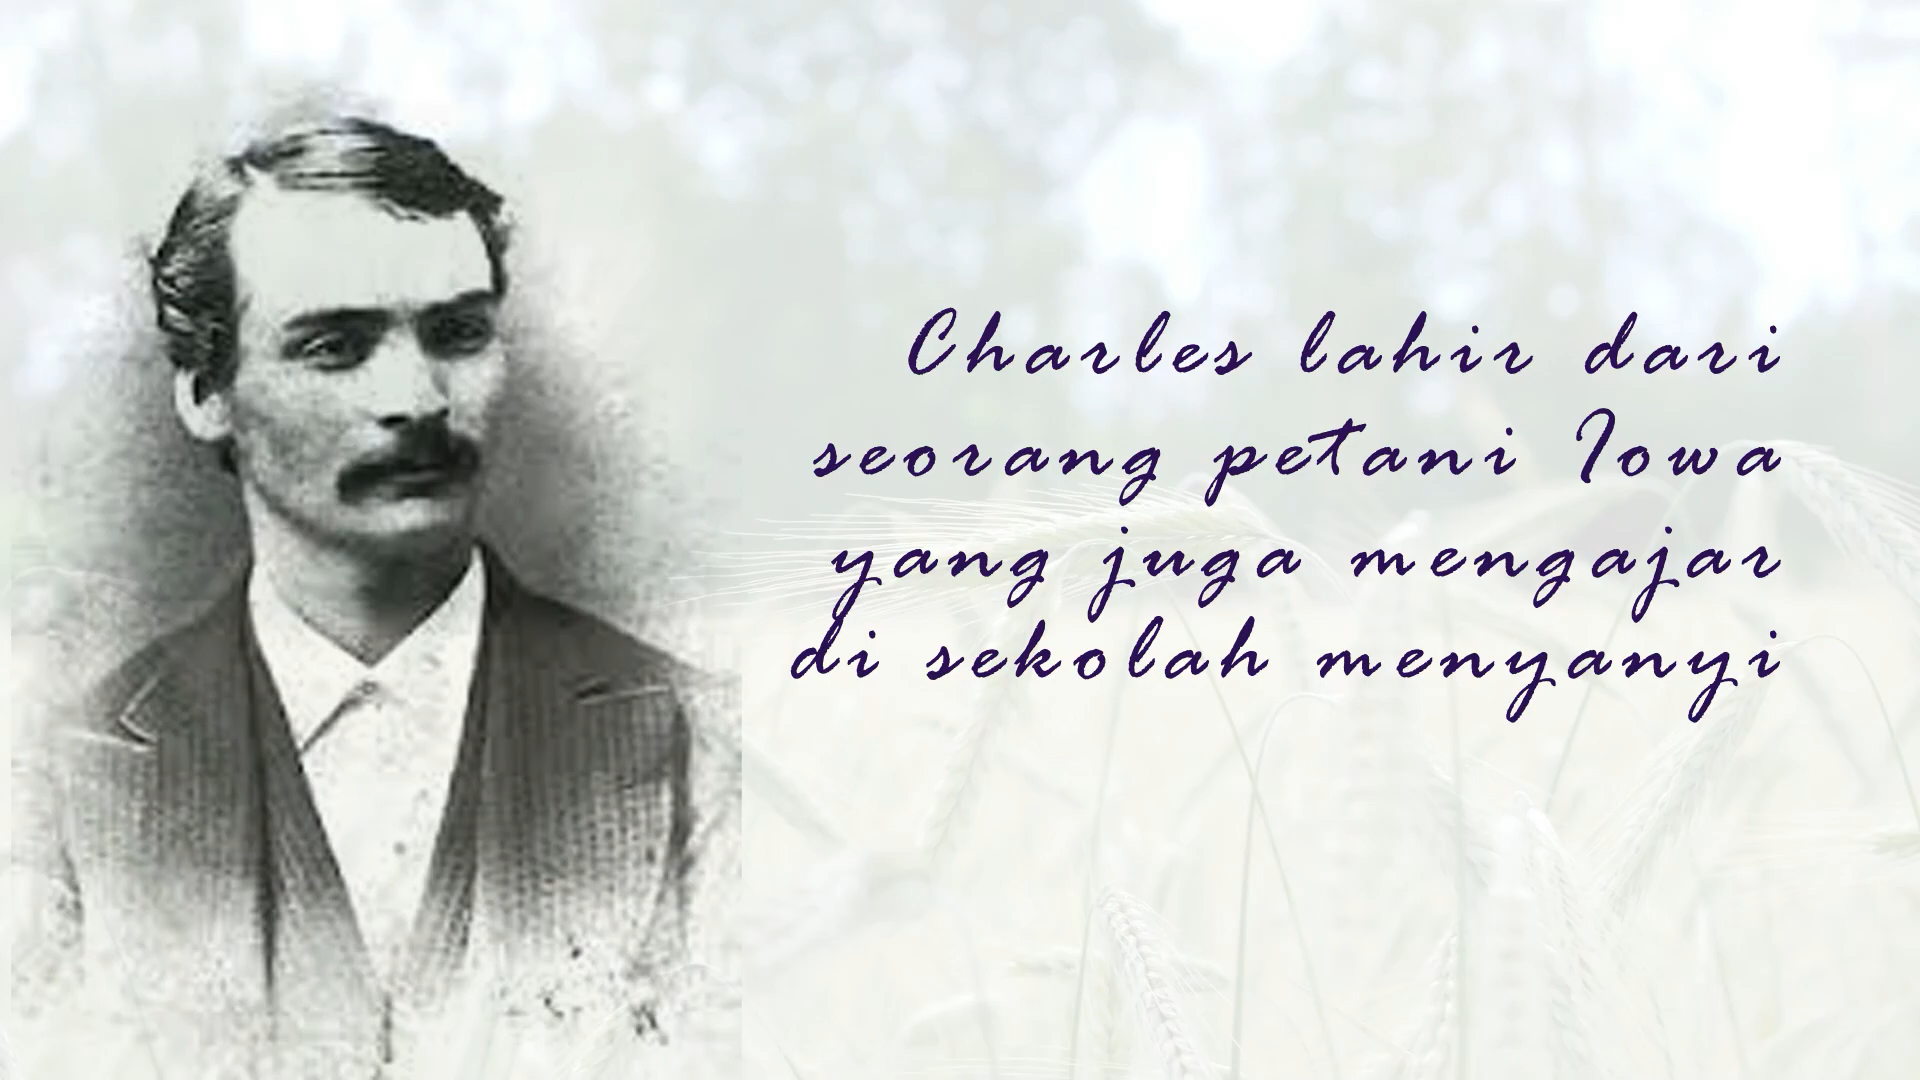 Charles lahir dari
seorang petani Iowa
yang juga mengajar
di sekolah menyanyi